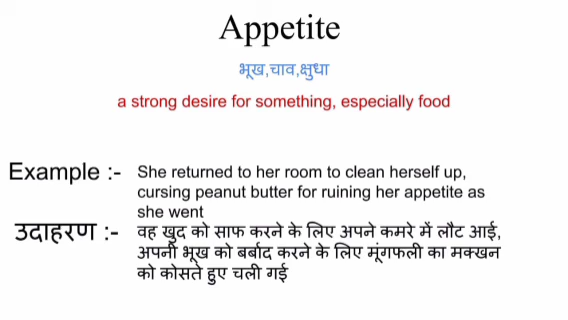 Appetite
भूख,चाव,क्षुधा
a strong desire for something, especially food
Example :- She returned to her room to clean herself up,
cursing peanut butter for ruining her appetite as
she went
उदाहरण :- वह खुद को साफ करने के लिए अपने कमरे में लौट आई,
अपनी भूख को बर्बाद करने के लिए मूंगफली का मक्खन
को कोसते हुए चली गई